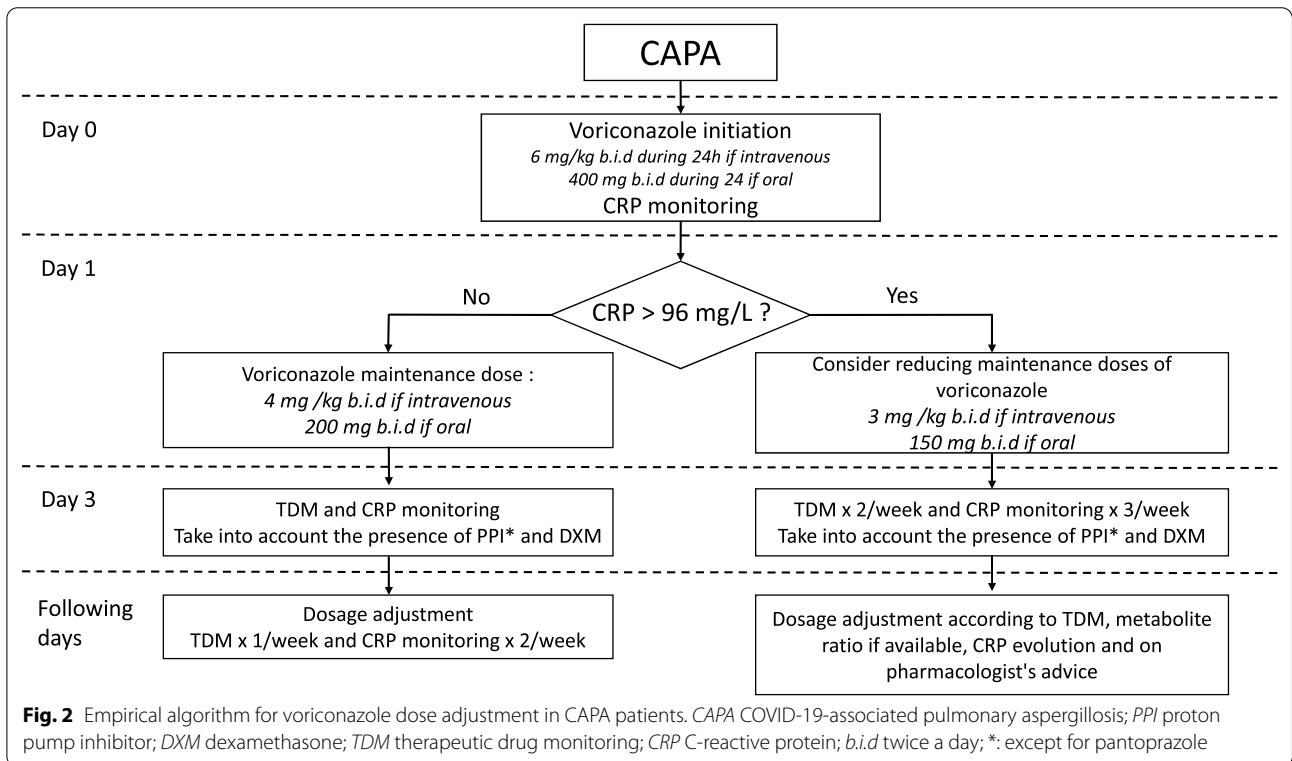 CAPA
Day 0
Voriconazole initiation
6 mg/kg b.i.d during 24h if intravenous
400 mg b.i.d during 24 if oral
CRP monitoring
Day 1
No
CRP > 96 mg/L ?
Yes
Voriconazole maintenance dose :
4 mg /kg b.i.d if intravenous
200 mg b.i.d if oral
Consider reducing maintenance doses of
voriconazole
3 mg /kg b.i.d if intravenous
150 mg b.i.d if oral
Day 3
TDM and CRP monitoring
Take into account the presence of PPI* and DXM
TDM x 2/week and CRP monitoring x 3/week
Take into account the presence of PPI* and DXM
Following
days
Dosage adjustment
TDM x 1/week and CRP monitoring x 2/week
Dosage adjustment according to TDM, metabolite
ratio if available, CRP evolution and on
pharmacologist's advice
Fig. 2 Empirical algorithm for voriconazole dose adjustment in CAPA patients. CAPA COVID-19-associated pulmonary aspergillosis; PPI proton
pump inhibitor; DXM dexamethasone; TDM therapeutic drug monitoring; CRP C-reactive protein; b.i.d twice a day; *: except for pantoprazole